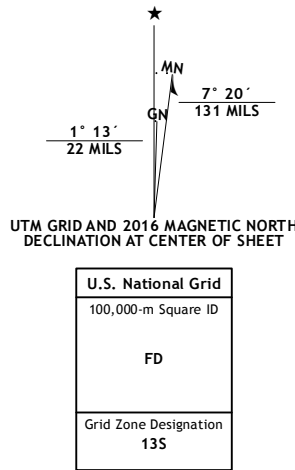 ★
MN
GN
7° 20´
131 MILS
1° 13´
22 MILS
UTM GRID AND 2016 MAGNETIC NORTH
DECLINATION AT CENTER OF SHEET
U.S. National Grid
100,000-m Square ID
FD
Grid Zone Designation
13S